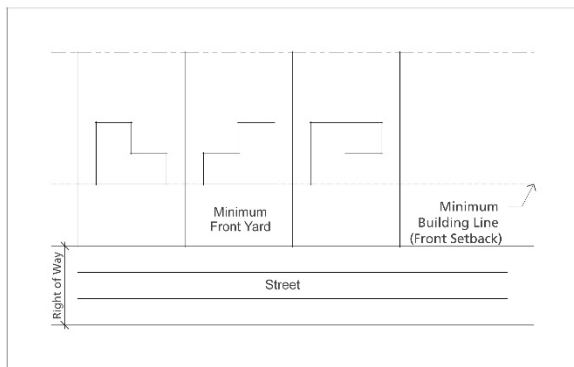 Minimum
Front Yard
Minimum
Building Line
(Front Setback)
Right of Way
Street